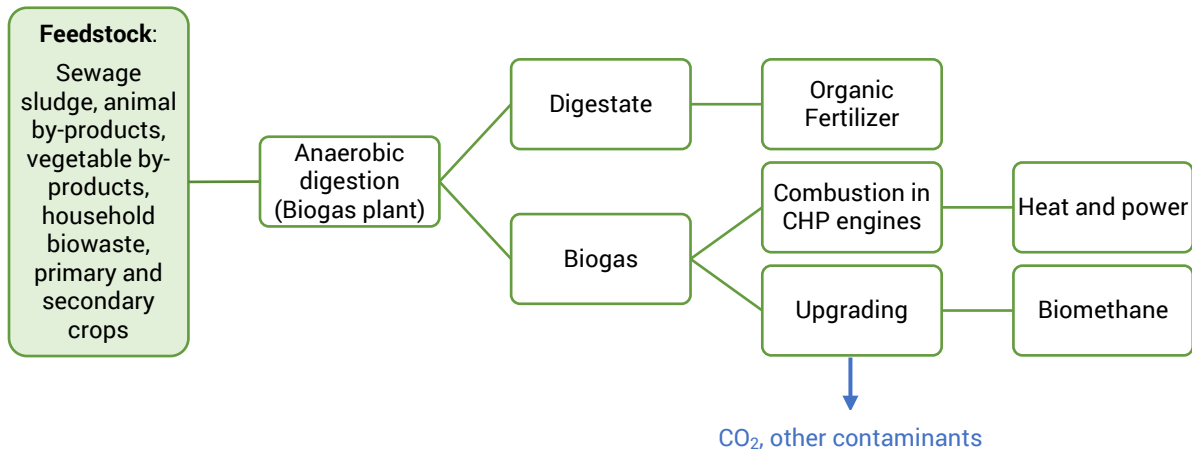 Feedstock:
Sewage
sludge, animal
by-products,
vegetable by-
products,
household
biowaste,
primary and
secondary
crops
Anaerobic
digestion
(Biogas plant)
Digestate
Organic
Fertilizer
Biogas
Combustion in
CHP engines
Heat and power
Upgrading
Biomethane
CO₂, other contaminants